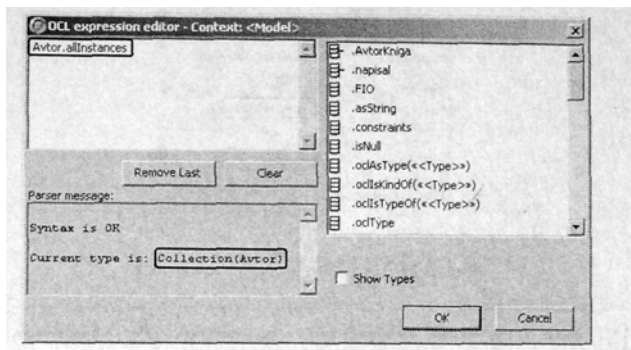 OCL expression editor - Context: <Model>
Avtor.allInstances
Remove Last
Clear
Parser message:
Syntax is OK
Current type is: Collection(Avtor)
.AvtorKniga
.napisal
.FIO
.asString
.constraints
.isNull
.oclAsType(«<Type>»)
.oclIsKindOf(«<Type>»)
.oclIsTypeOf(«<Type>»)
.oclType
Show Types
OK
Cancel